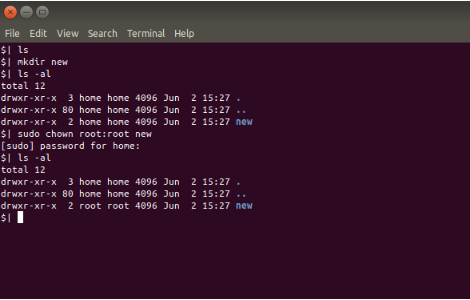 File Edit View Search Terminal Help
$| ls
$| mkdir new
$| ls -al
total 12
drwxr-xr-x  3 home home 4096 Jun  2 15:27 .
drwxr-xr-x 80 home home 4096 Jun  2 15:27 ..
drwxr-xr-x  2 home home 4096 Jun  2 15:27 new
$| sudo chown root:root new
[sudo] password for home:
$| ls -al
total 12
drwxr-xr-x  3 home home 4096 Jun  2 15:27 .
drwxr-xr-x 80 home home 4096 Jun  2 15:27 ..
drwxr-xr-x  2 root root 4096 Jun  2 15:27 new
$|